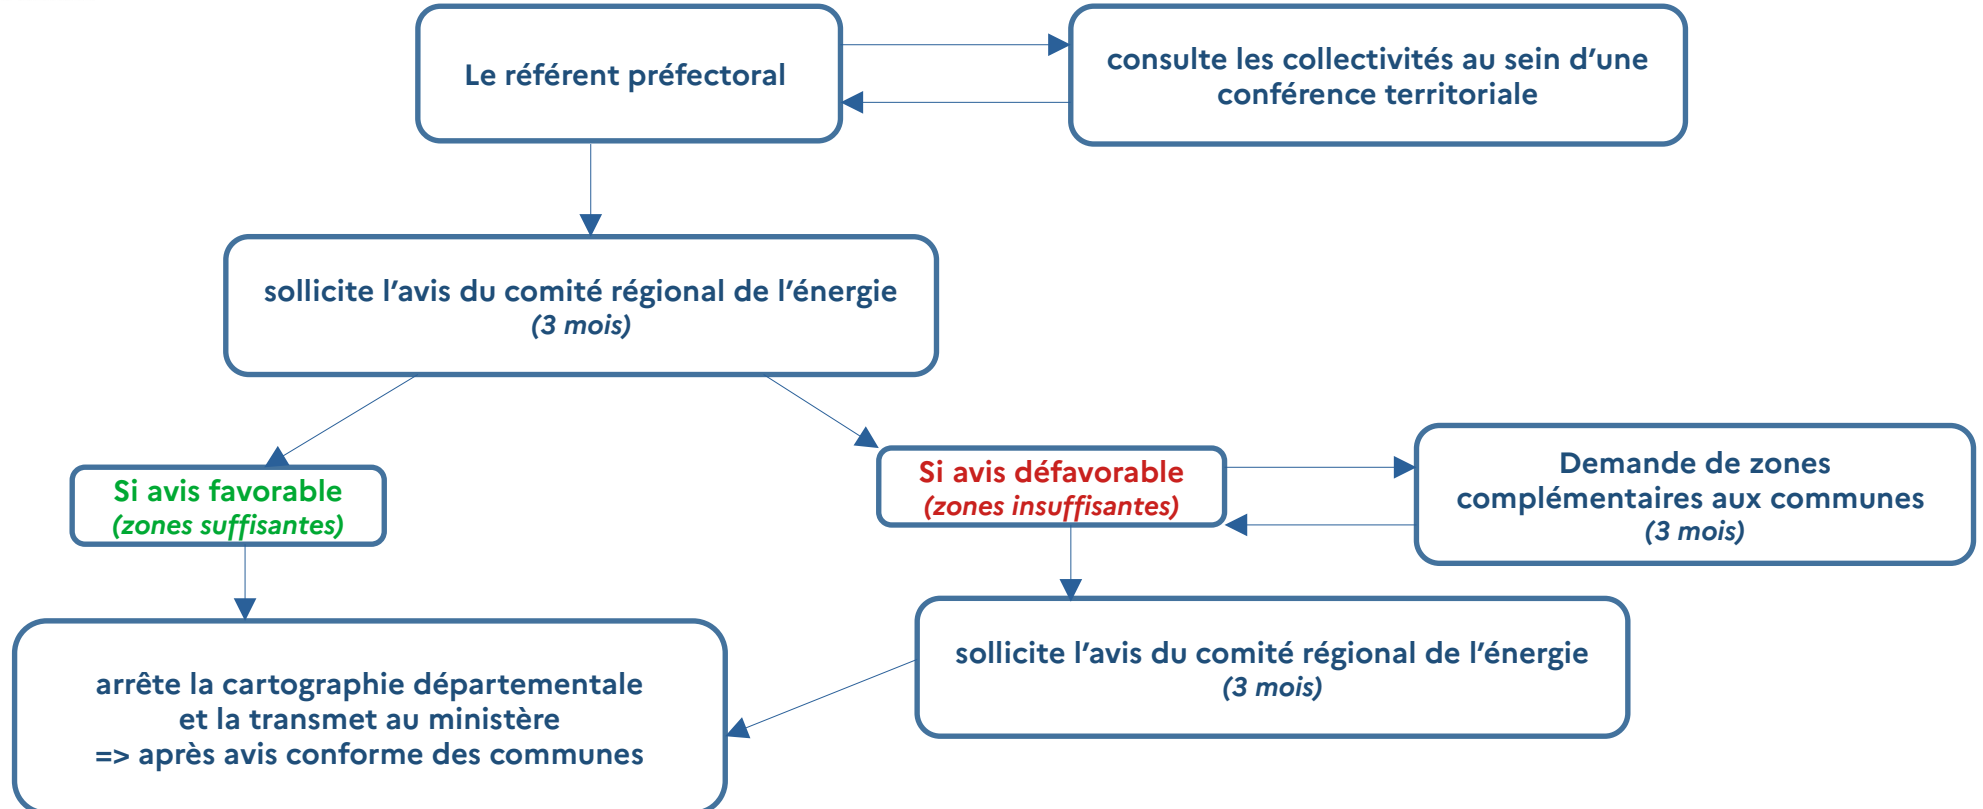 Le référent préfectoral
consulte les collectivités au sein d’une
conférence territoriale
sollicite l’avis du comité régional de l’énergie
(3 mois)
Si avis favorable
(zones suffisantes)
Si avis défavorable
(zones insuffisantes)
Demande de zones
complémentaires aux communes
(3 mois)
sollicite l’avis du comité régional de l’énergie
(3 mois)
arrête la cartographie départementale
et la transmet au ministère
=> après avis conforme des communes